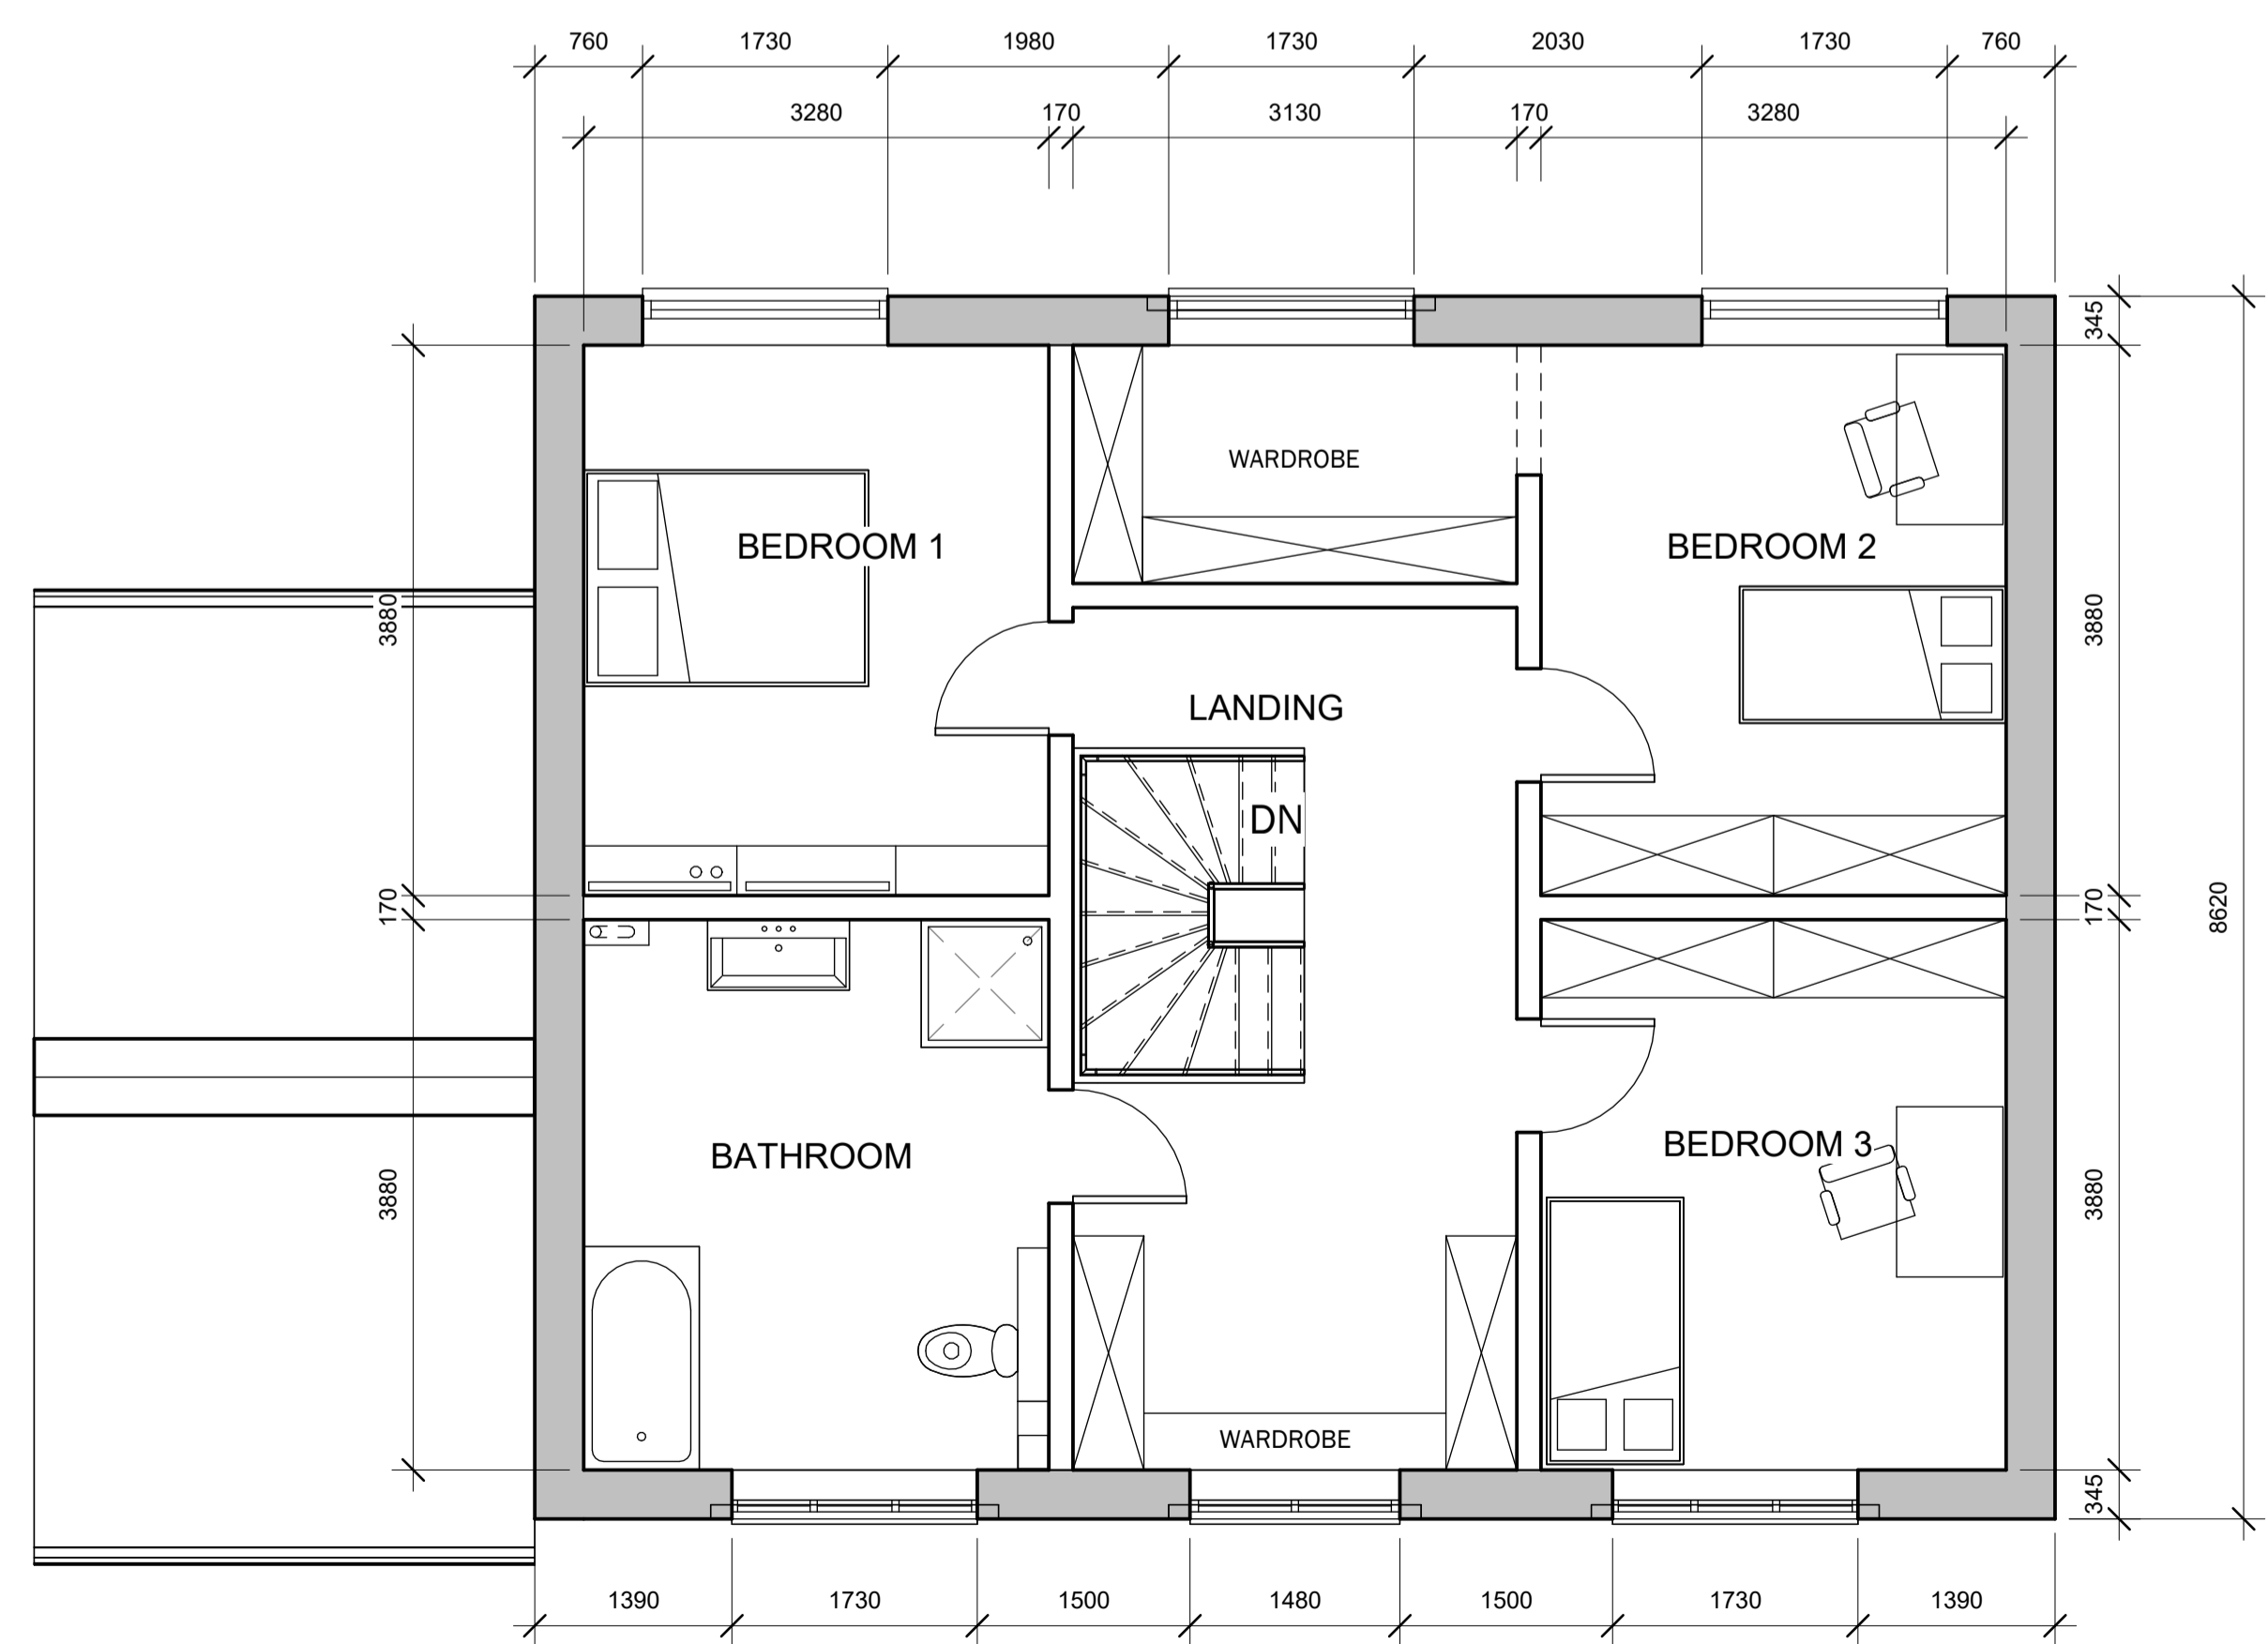 760 1730 1980 1730 2030 1730 760
3280 170 3130 170 3280
345
WARDROBE
BEDROOM 1 BEDROOM 2
3880 3880
LANDING
DN
170 170 8620
BATHROOM BEDROOM 3
3880 3880
WARDROBE
345
1390 1730 1500 1480 1500 1730 1390